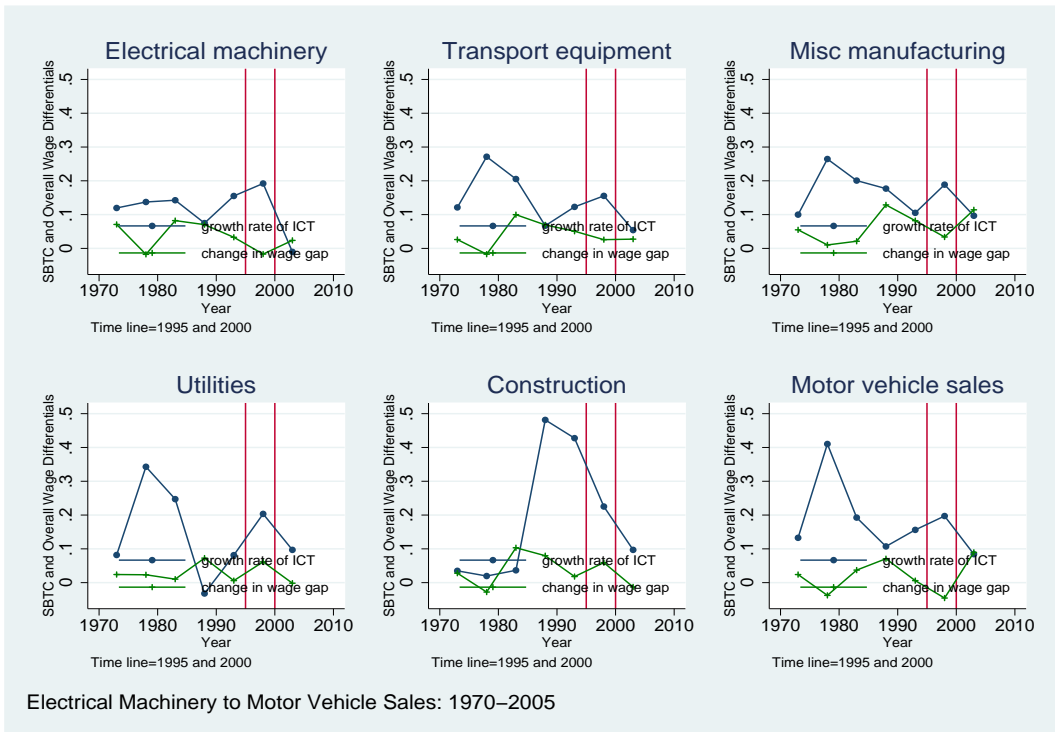 Electrical machinery
SBTC and Overall Wage Differentials
.5
.4
.3
.2
.1
0
growth rate of ICT
change in wage gap
1970 1980 1990 2000 2010
Year
Time line=1995 and 2000
Transport equipment
SBTC and Overall Wage Differentials
.5
.4
.3
.2
.1
0
growth rate of ICT
change in wage gap
1970 1980 1990 2000 2010
Year
Time line=1995 and 2000
Misc manufacturing
SBTC and Overall Wage Differentials
.5
.4
.3
.2
.1
0
growth rate of ICT
change in wage gap
1970 1980 1990 2000 2010
Year
Time line=1995 and 2000
Utilities
SBTC and Overall Wage Differentials
.5
.4
.3
.2
.1
0
growth rate of ICT
change in wage gap
1970 1980 1990 2000 2010
Year
Time line=1995 and 2000
Construction
SBTC and Overall Wage Differentials
.5
.4
.3
.2
.1
0
growth rate of ICT
change in wage gap
1970 1980 1990 2000 2010
Year
Time line=1995 and 2000
Motor vehicle sales
SBTC and Overall Wage Differentials
.5
.4
.3
.2
.1
0
growth rate of ICT
change in wage gap
1970 1980 1990 2000 2010
Year
Time line=1995 and 2000
Electrical Machinery to Motor Vehicle Sales: 1970−2005